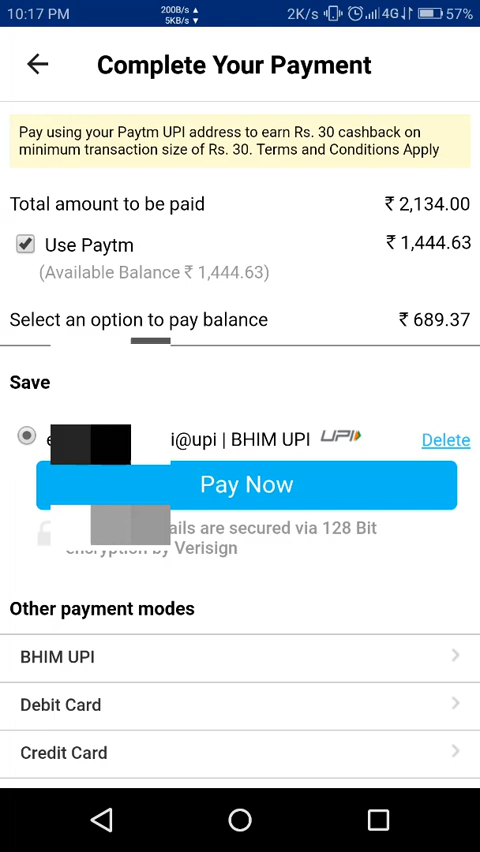 10:17 PM 200B/s ▲ 2K/s 4G 57%
5KB/s ▼
Complete Your Payment
Pay using your Paytm UPI address to earn Rs. 30 cashback on
minimum transaction size of Rs. 30. Terms and Conditions Apply
Total amount to be paid ₹ 2,134.00
Use Paytm ₹ 1,444.63
(Available Balance ₹ 1,444.63)
Select an option to pay balance ₹ 689.37
Save
i@upi | BHIM UPI UPI Delete
Pay Now
are secured via 128 Bit
encryption by Verisign
Other payment modes
BHIM UPI
Debit Card
Credit Card